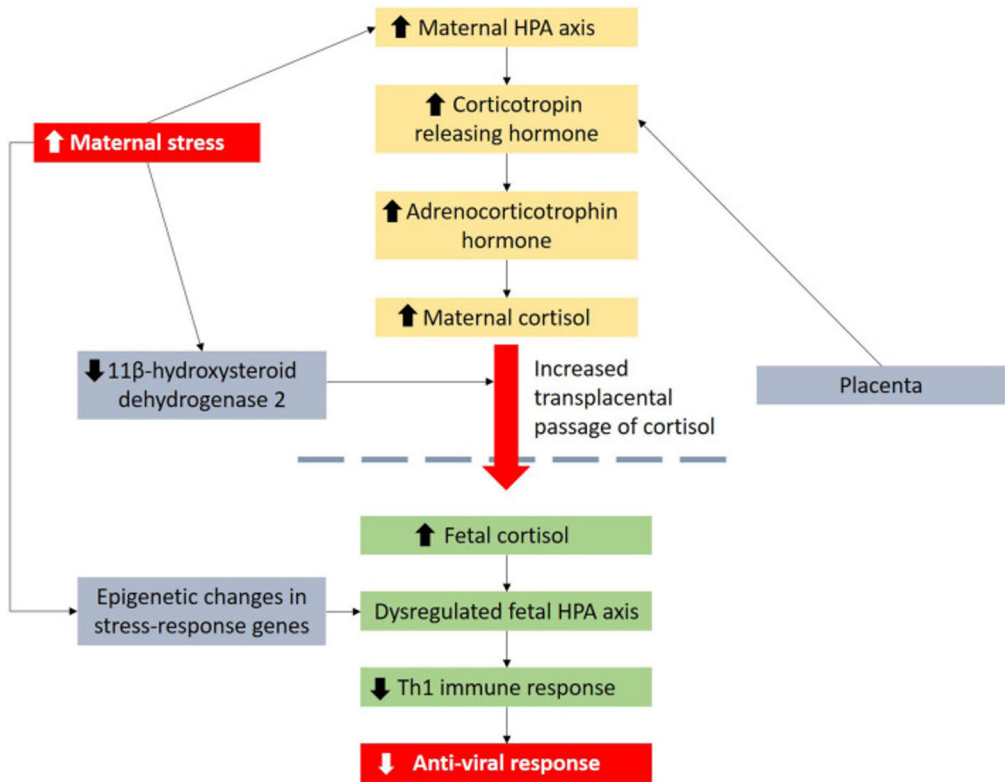 Maternal HPA axis
Corticotropin
releasing hormone
Maternal stress
Adrenocorticotrophin
hormone
Maternal cortisol
11β-hydroxysteroid
dehydrogenase 2
Increased
transplacental
passage of cortisol
Placenta
Fetal cortisol
Epigenetic changes in
stress-response genes
Dysregulated fetal HPA axis
Th1 immune response
Anti-viral response